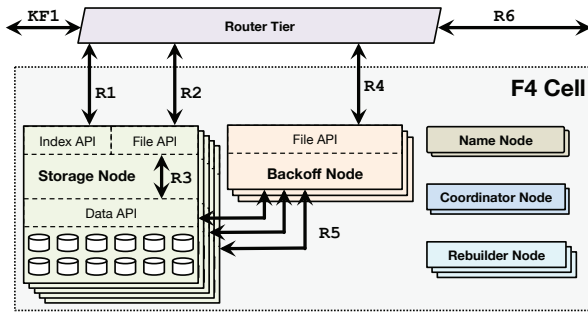 KF1
Router Tier
R6
R1
R2
R4
F4 Cell
Index API
File API
File API
Name Node
Storage Node
R3
Backoff Node
Coordinator Node
Data API
R5
Rebuilder Node